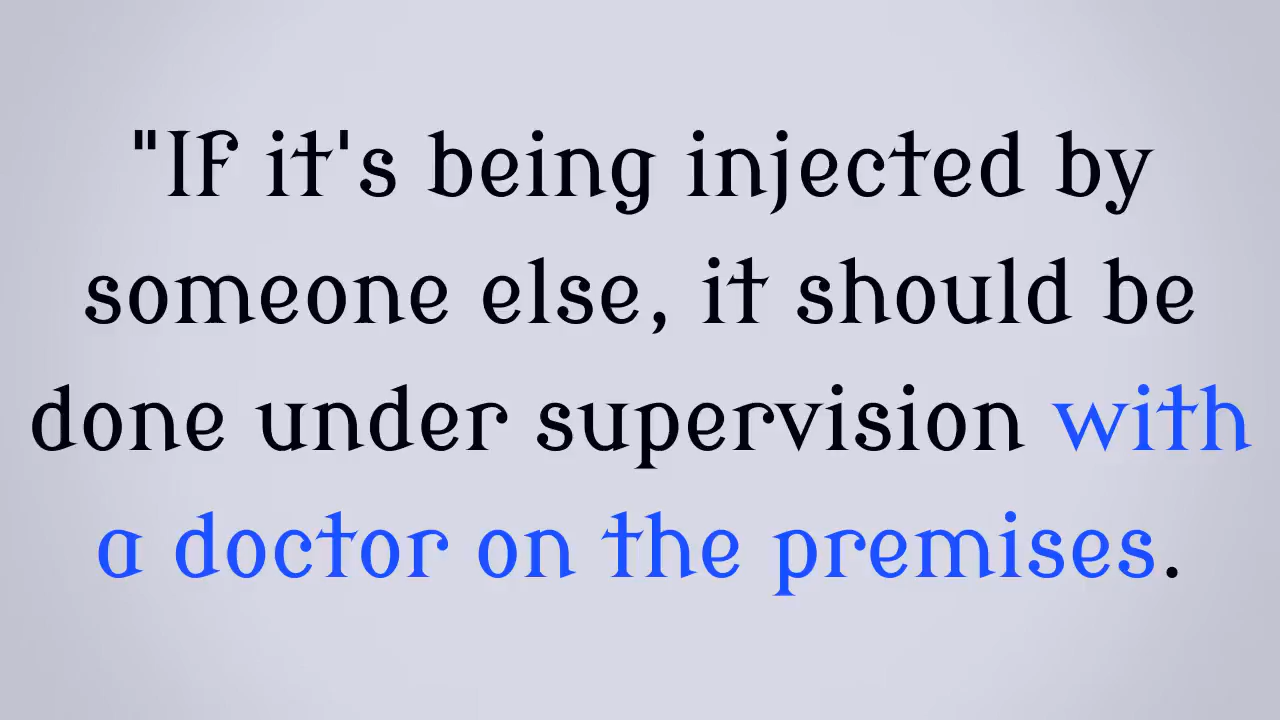 "If it's being injected by
someone else, it should be
done under supervision with
a doctor on the premises.